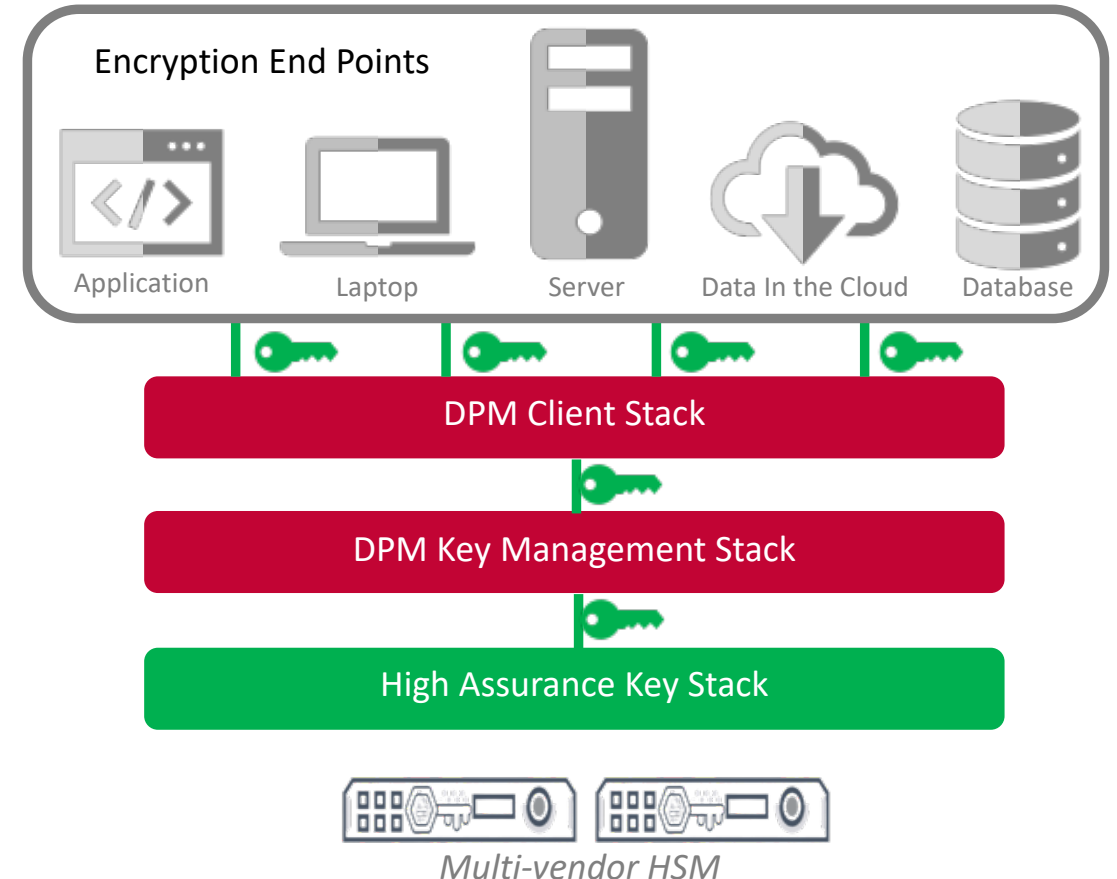 Encryption End Points
</>
Application
Laptop
Server
Data In the Cloud
Database
DPM Client Stack
DPM Key Management Stack
High Assurance Key Stack
Multi-vendor HSM